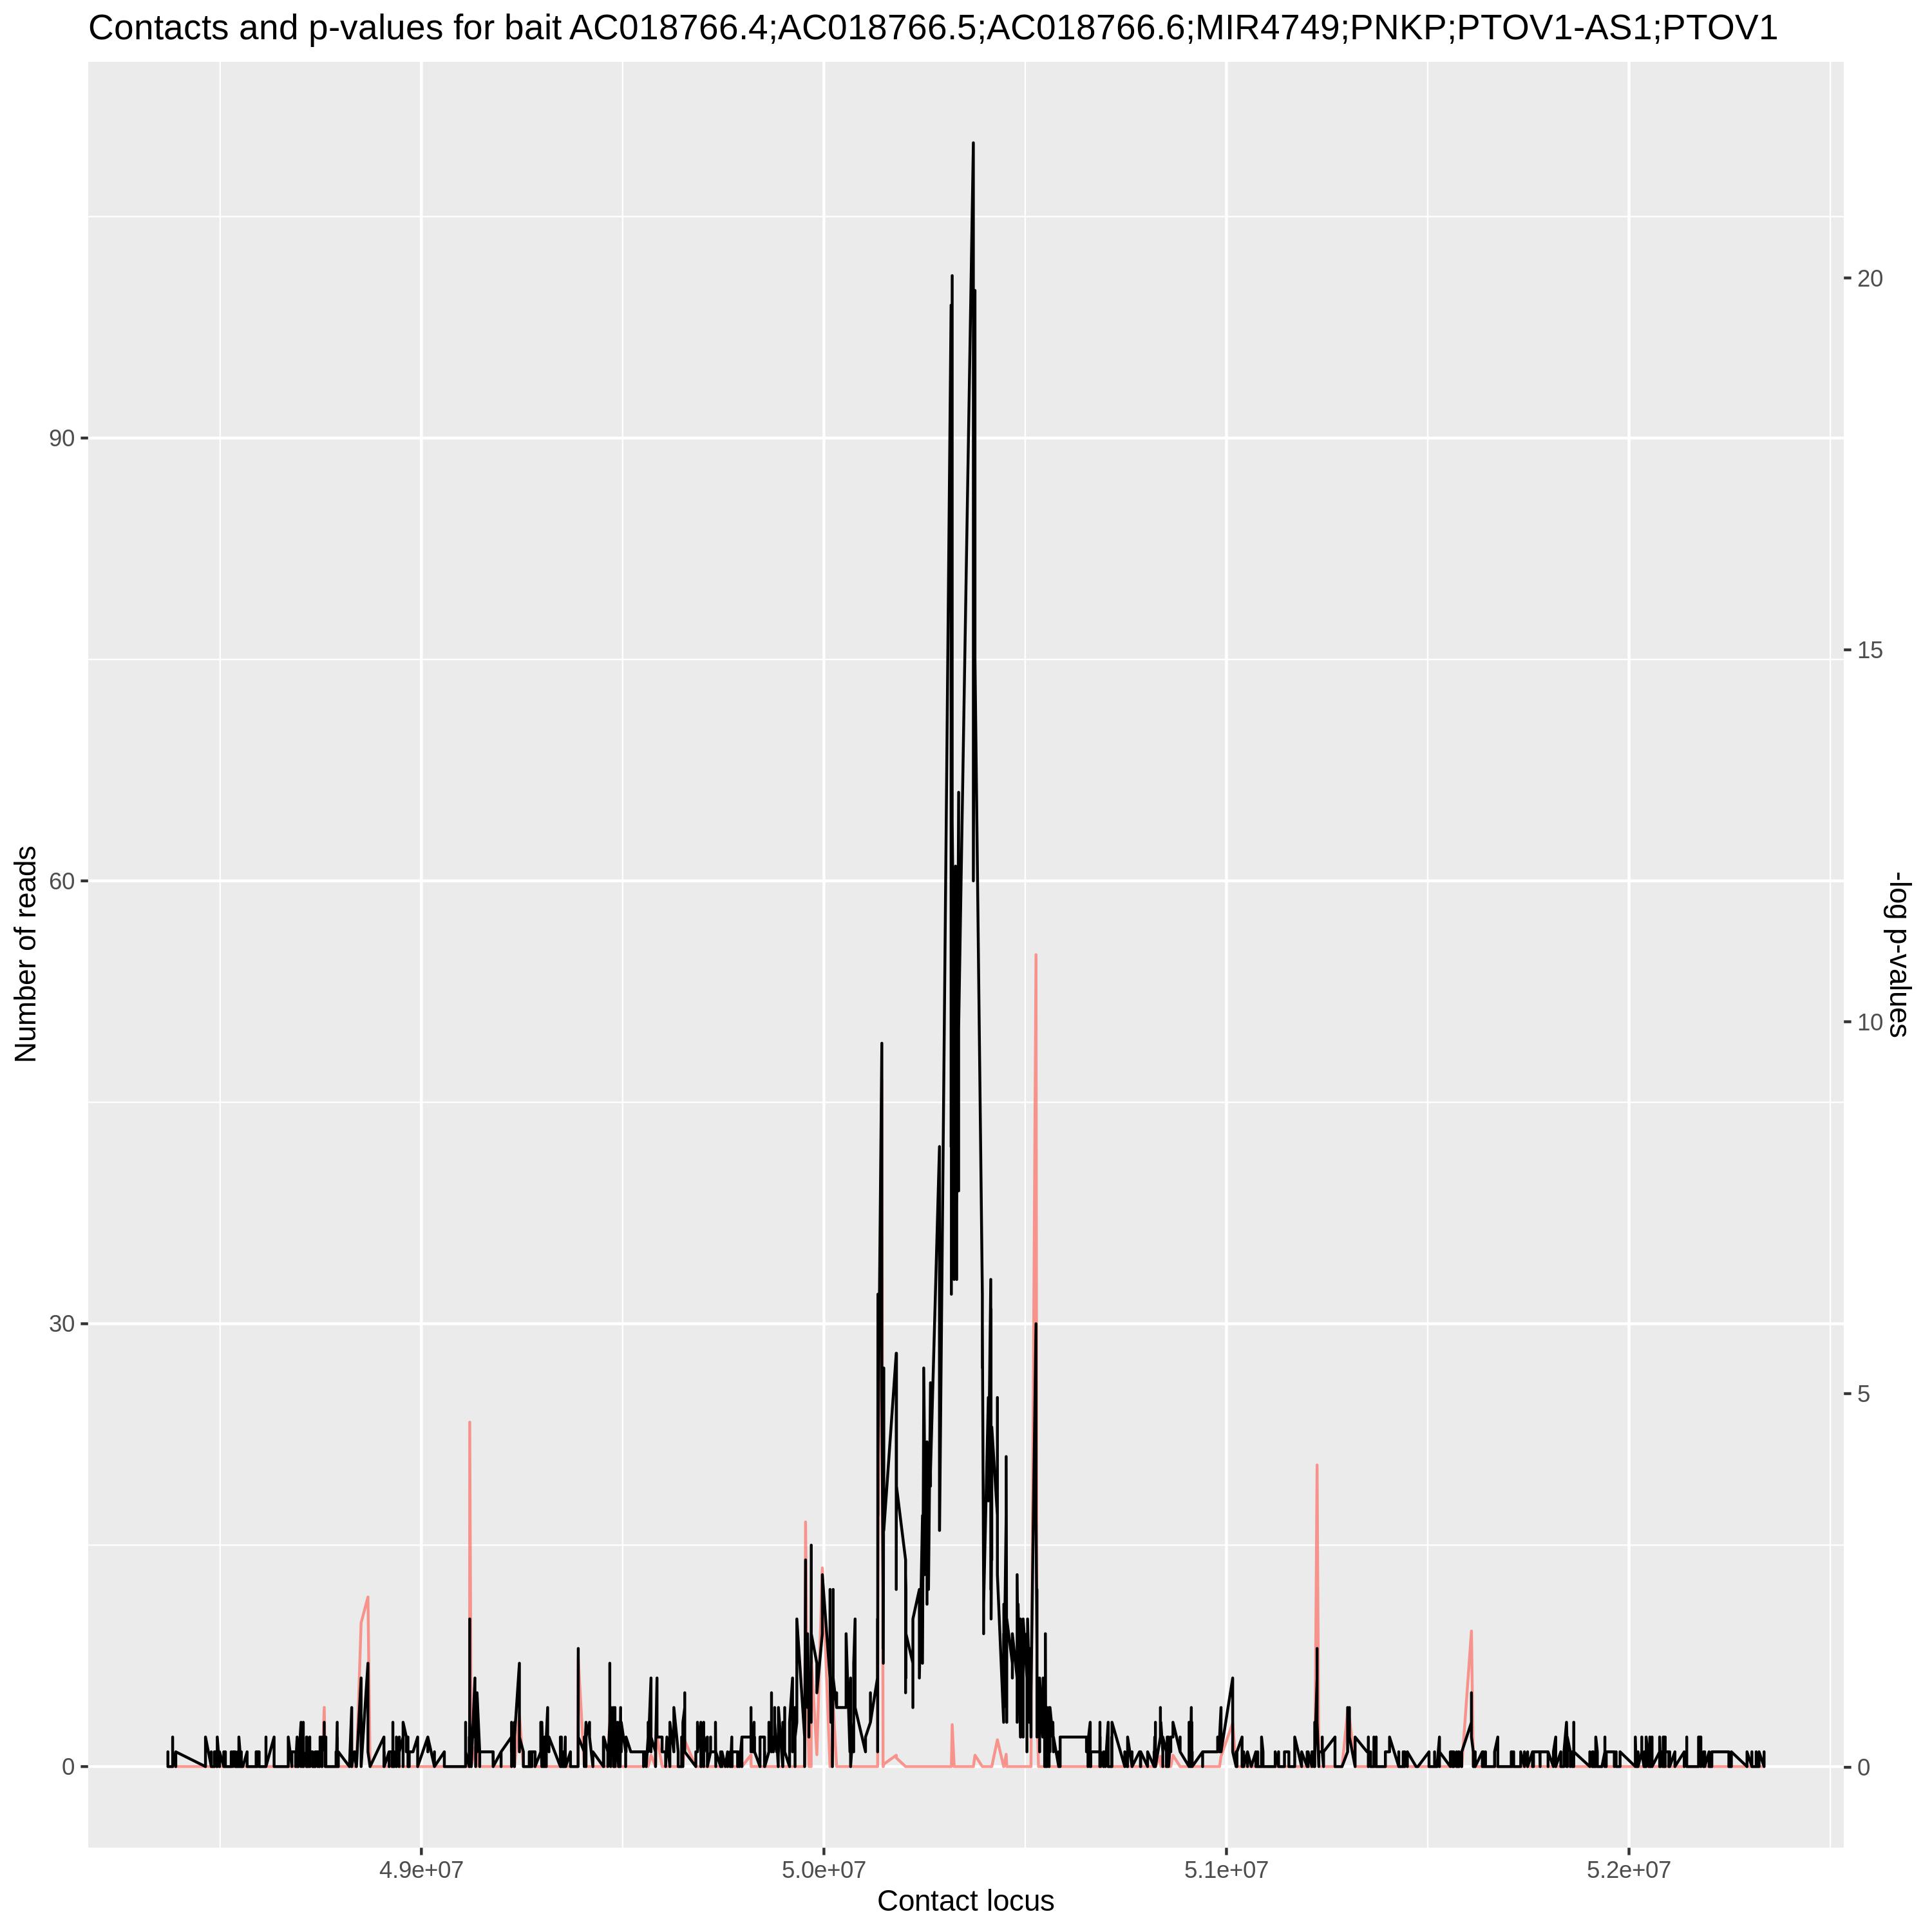 Contacts and p-values for bait AC018766.4;AC018766.5;AC018766.6;MIR4749;PNKP;PTOV1-AS1;PTOV1
90
60
30
0
Number of reads
20
15
10
5
0
-log p-values
4.9e+07
5.0e+07
5.1e+07
5.2e+07
Contact locus